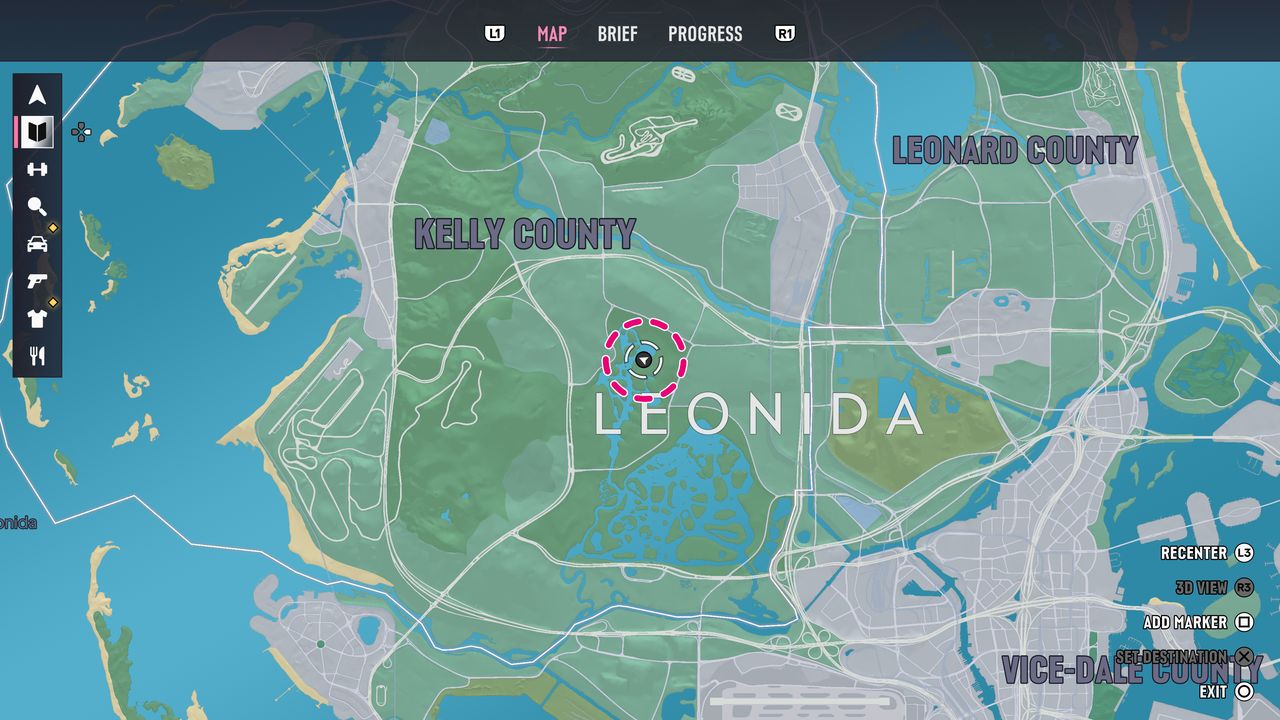 L1 MAP BRIEF PROGRESS R1
LEONARD COUNTY
KELLY COUNTY
LEONIDA
onida
RECENTER L3
3D VIEW R3
ADD MARKER
SET DESTINATION
VICE-DALE COUNTY
EXIT